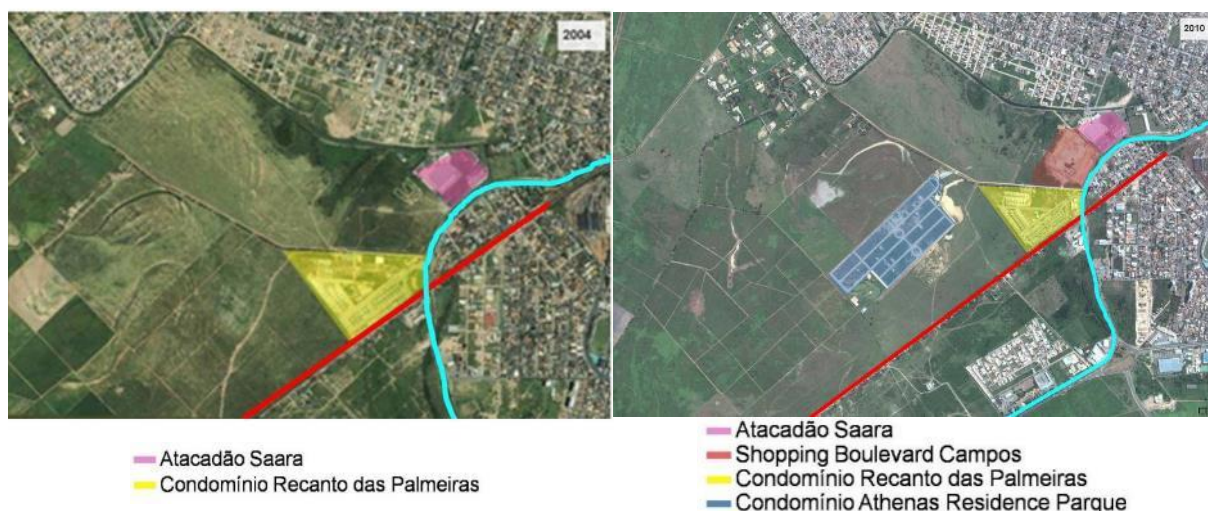 2004
2010
Atacadão Saara
Condomínio Recanto das Palmeiras
Atacadão Saara
Shopping Boulevard Campos
Condomínio Recanto das Palmeiras
Condomínio Athenas Residence Parque